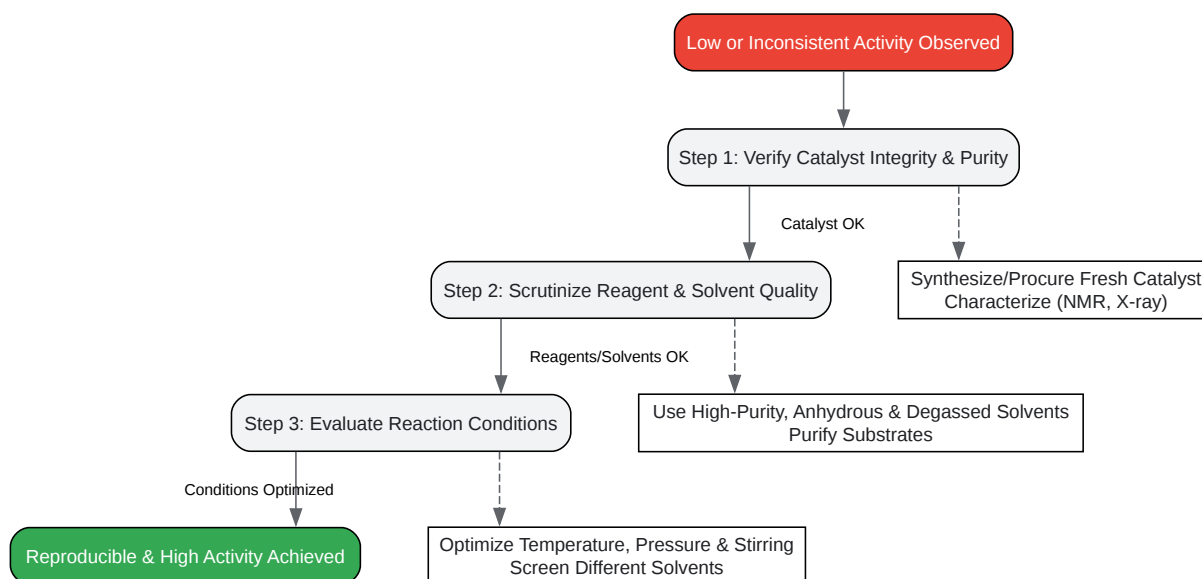 Low or Inconsistent Activity Observed
Step 1: Verify Catalyst Integrity & Purity
Catalyst OK
Synthesize/Procure Fresh Catalyst
Characterize (NMR, X-ray)
Step 2: Scrutinize Reagent & Solvent Quality
Reagents/Solvents OK
Use High-Purity, Anhydrous & Degassed Solvents
Purify Substrates
Step 3: Evaluate Reaction Conditions
Conditions Optimized
Optimize Temperature, Pressure & Stirring
Screen Different Solvents
Reproducible & High Activity Achieved